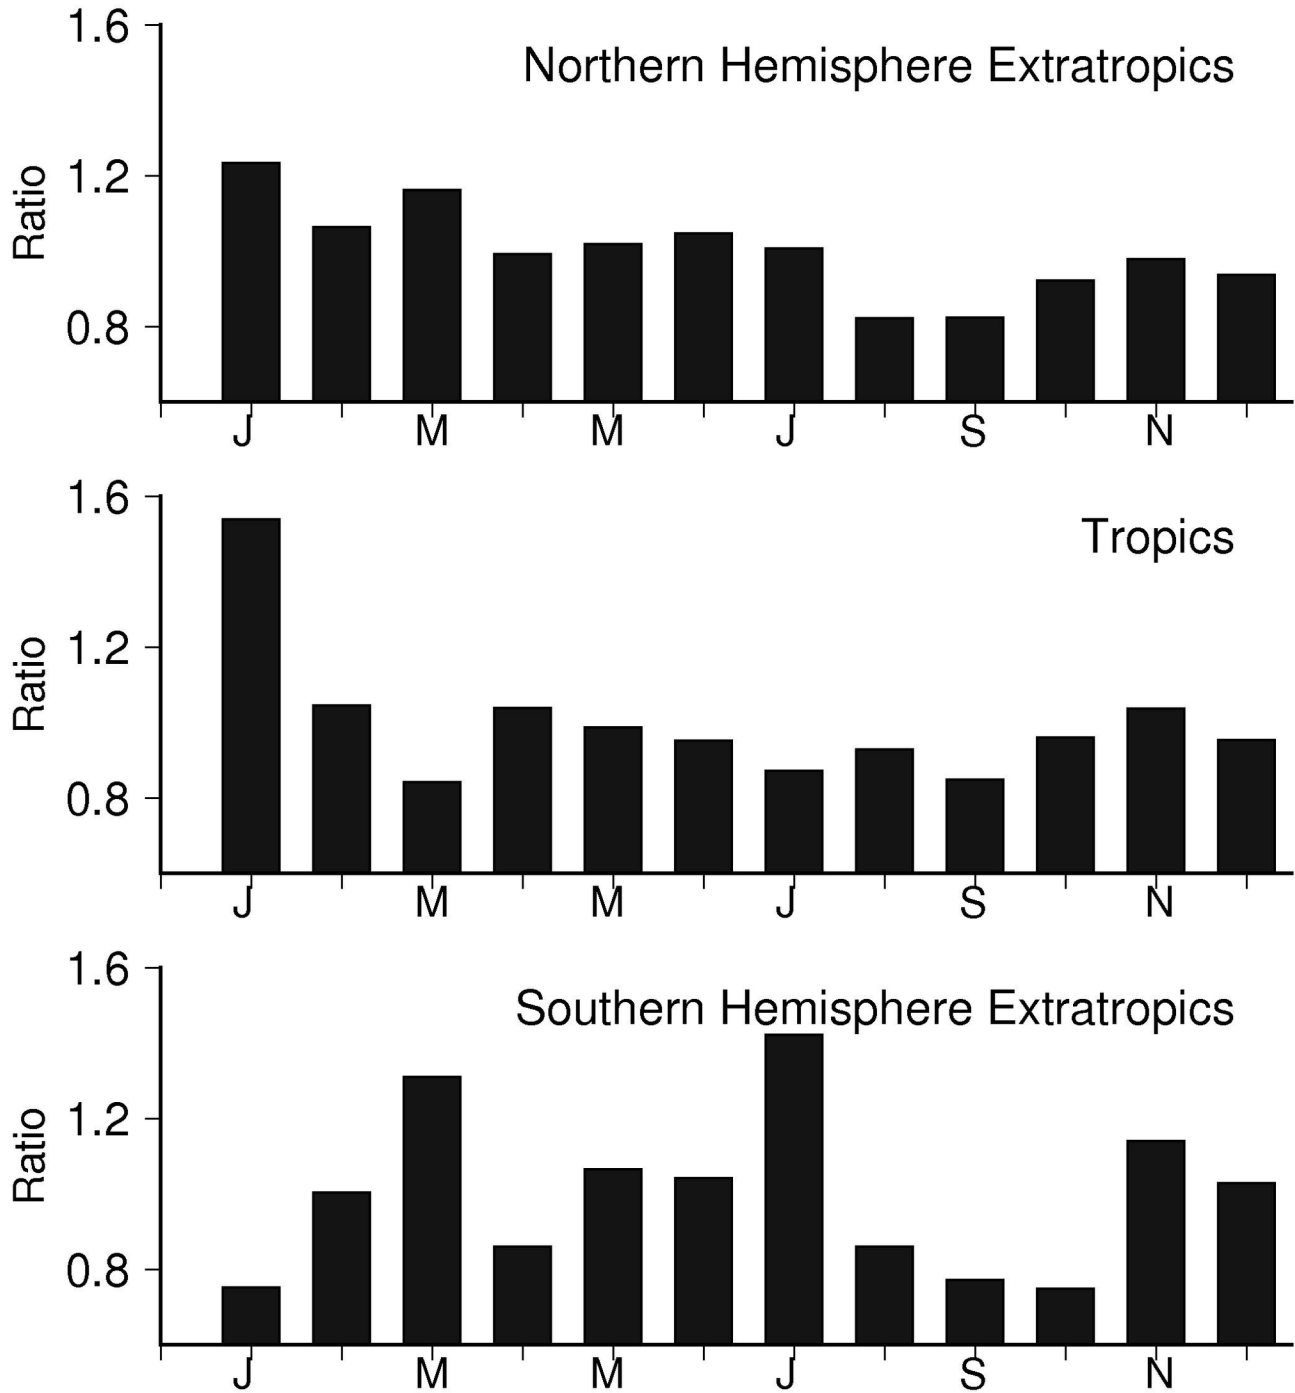 1.6
Northern Hemisphere Extratropics
Ratio
1.2
0.8
J M M J S N
1.6
Tropics
Ratio
1.2
0.8
J M M J S N
1.6
Southern Hemisphere Extratropics
Ratio
1.2
0.8
J M M J S N